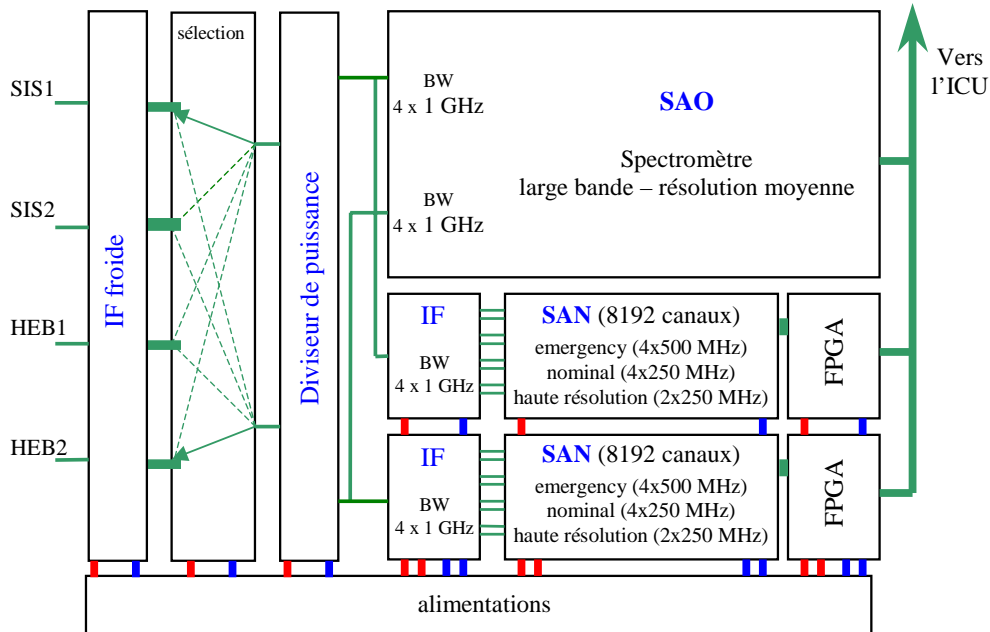 SIS1
SIS2
HEB1
HEB2
IF froide
sélection
Diviseur de puissance
BW
4 x 1 GHz
BW
4 x 1 GHz
SAO
Spectromètre
large bande – résolution moyenne
Vers
l'ICU
IF
BW
4 x 1 GHz
SAN (8192 canaux)
emergency (4x500 MHz)
nominal (4x250 MHz)
haute résolution (2x250 MHz)
FPGA
IF
BW
4 x 1 GHz
SAN (8192 canaux)
emergency (4x500 MHz)
nominal (4x250 MHz)
haute résolution (2x250 MHz)
FPGA
alimentations